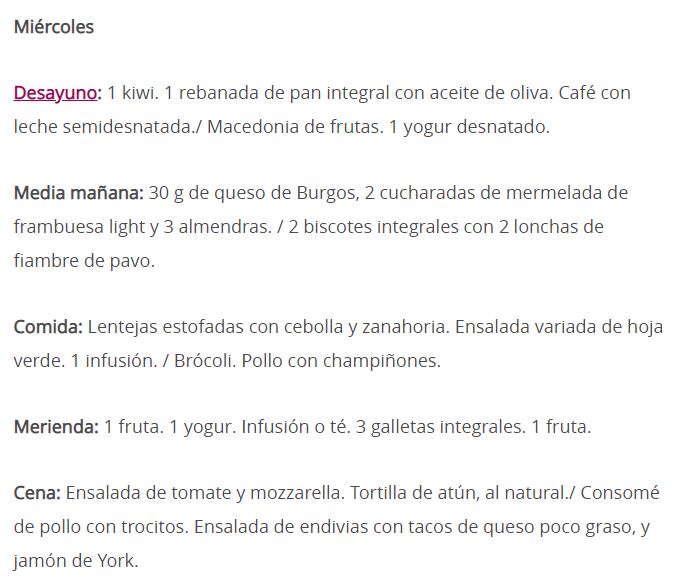 Miércoles
Desayuno: 1 kiwi. 1 rebanada de pan integral con aceite de oliva. Café con
leche semidesnatada./ Macedonia de frutas. 1 yogur desnatado.
Media mañana: 30 g de queso de Burgos, 2 cucharadas de mermelada de
frambuesa light y 3 almendras. / 2 biscotes integrales con 2 lonchas de
fiambre de pavo.
Comida: Lentejas estofadas con cebolla y zanahoria. Ensalada variada de hoja
verde. 1 infusión. / Brócoli. Pollo con champiñones.
Merienda: 1 fruta. 1 yogur. Infusión o té. 3 galletas integrales. 1 fruta.
Cena: Ensalada de tomate y mozzarella. Tortilla de atún, al natural./ Consomé
de pollo con trocitos. Ensalada de endivias con tacos de queso poco graso, y
jamón de York.